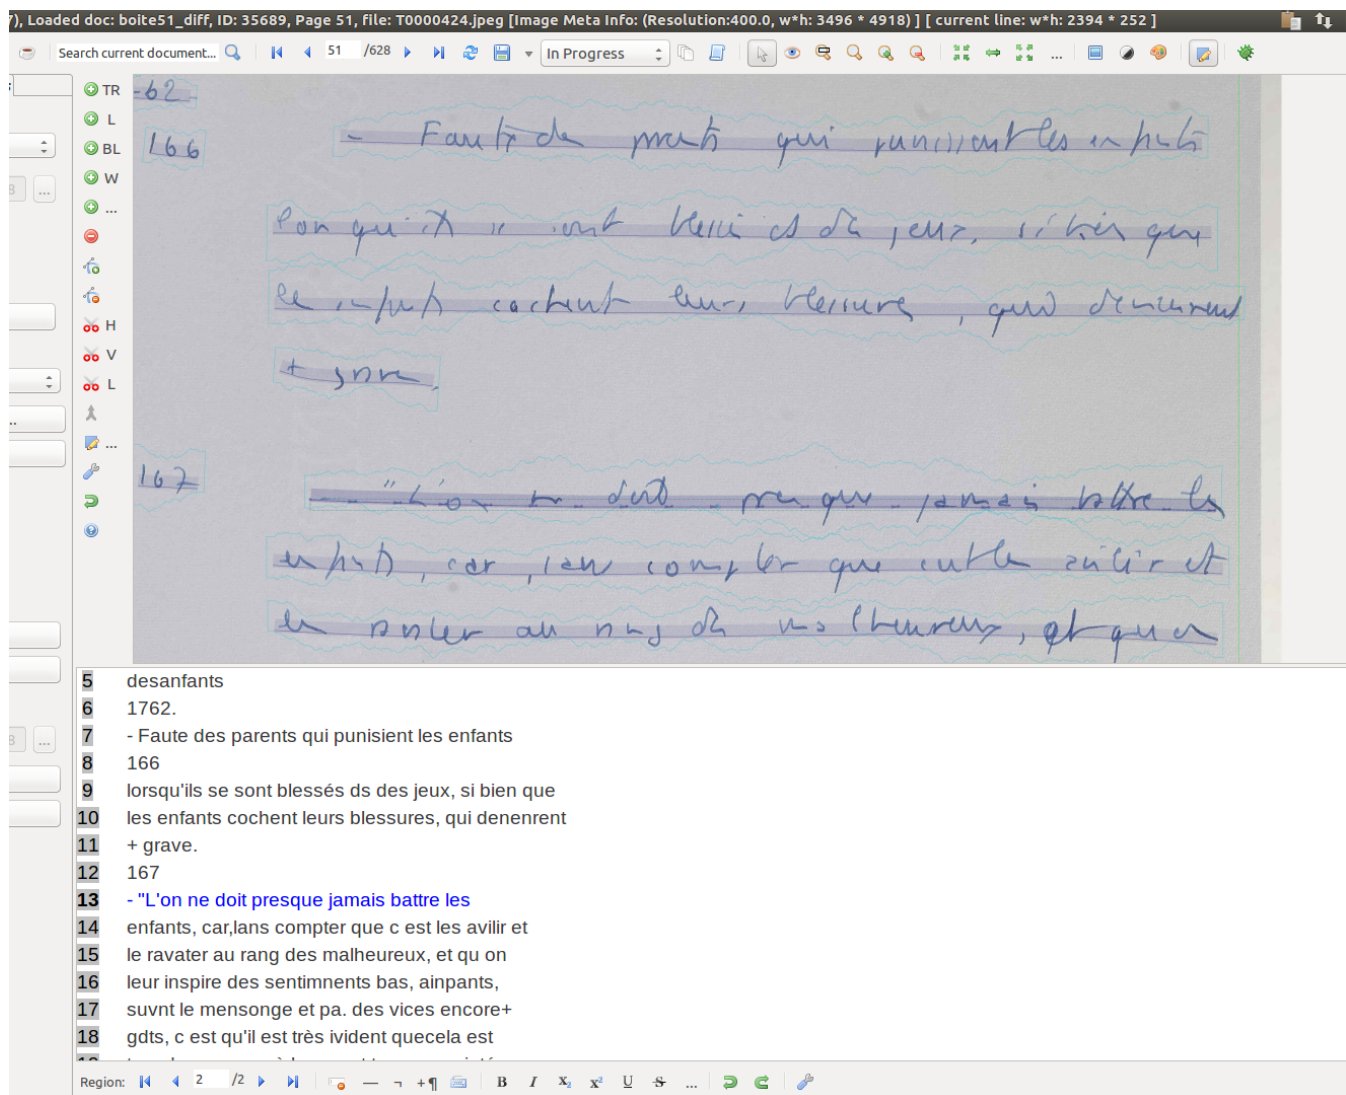 7), Loaded doc: boite51_diff, ID: 35689, Page 51, file: T0000424.jpeg [Image Meta Info: (Resolution:400.0, w*h: 3496 * 4918) ] [ current line: w*h: 2394 * 252 ]
Search current document... 51 /628 In Progress ...
TR
L
BL
W
...
H
V
L
...
-62-
166 - Faute de parents qui punissent les enfants
lorsqu'ils se sont blessés ds des jeux, si bien que
les enfants cachent leurs blessures, qui demeurent
+ grave.
167 - "L'on ne doit presque jamais battre les
enfants, car, sans compter que c'est les avilir et
les ravaler au rang des malheureux, et qu'on
5 desanfants
6 1762.
7 - Faute des parents qui punisient les enfants
8 166
9 lorsqu'ils se sont blessés ds des jeux, si bien que
10 les enfants cochent leurs blessures, qui denenrent
11 + grave.
12 167
13 - "L'on ne doit presque jamais battre les
14 enfants, car,lans compter que c est les avilir et
15 le ravater au rang des malheureux, et qu on
16 leur inspire des sentimnents bas, ainpants,
17 suvnt le mensonge et pa. des vices encore+
18 gdts, c est qu'il est très ivident quecela est
Region: 2 /2 B I X₂ X² U S ...